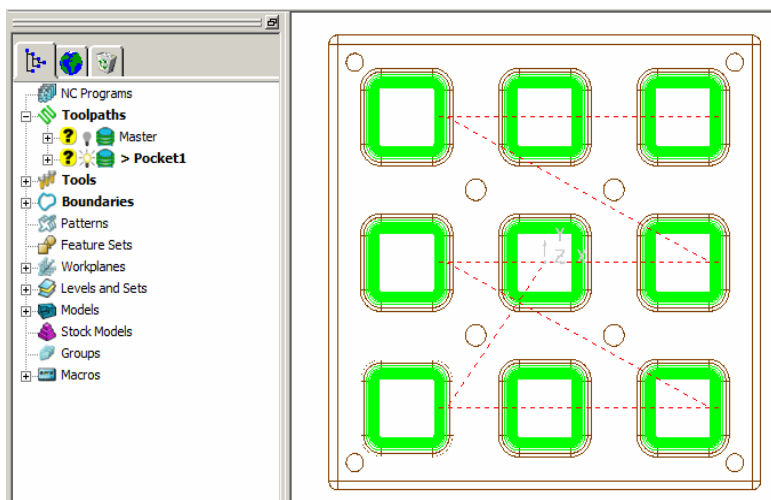 NC Programs
Toolpaths
? Master
? > Pocket1
Tools
Boundaries
Patterns
Feature Sets
Workplanes
Levels and Sets
Models
Stock Models
Groups
Macros
Y
Z X